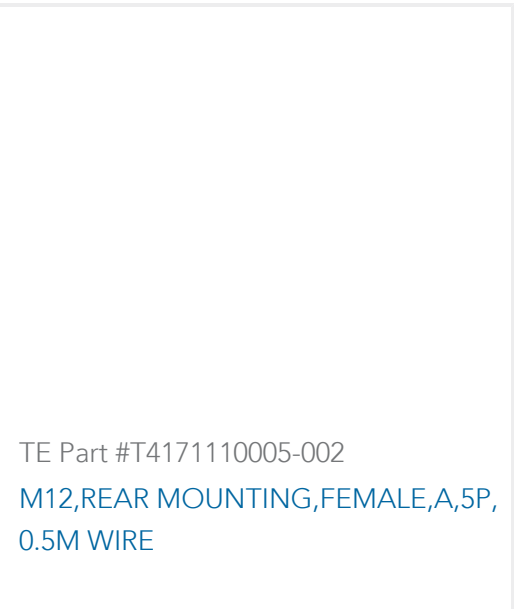 TE Part #T4171110005-002
M12,REAR MOUNTING,FEMALE,A,5P,
0.5M WIRE